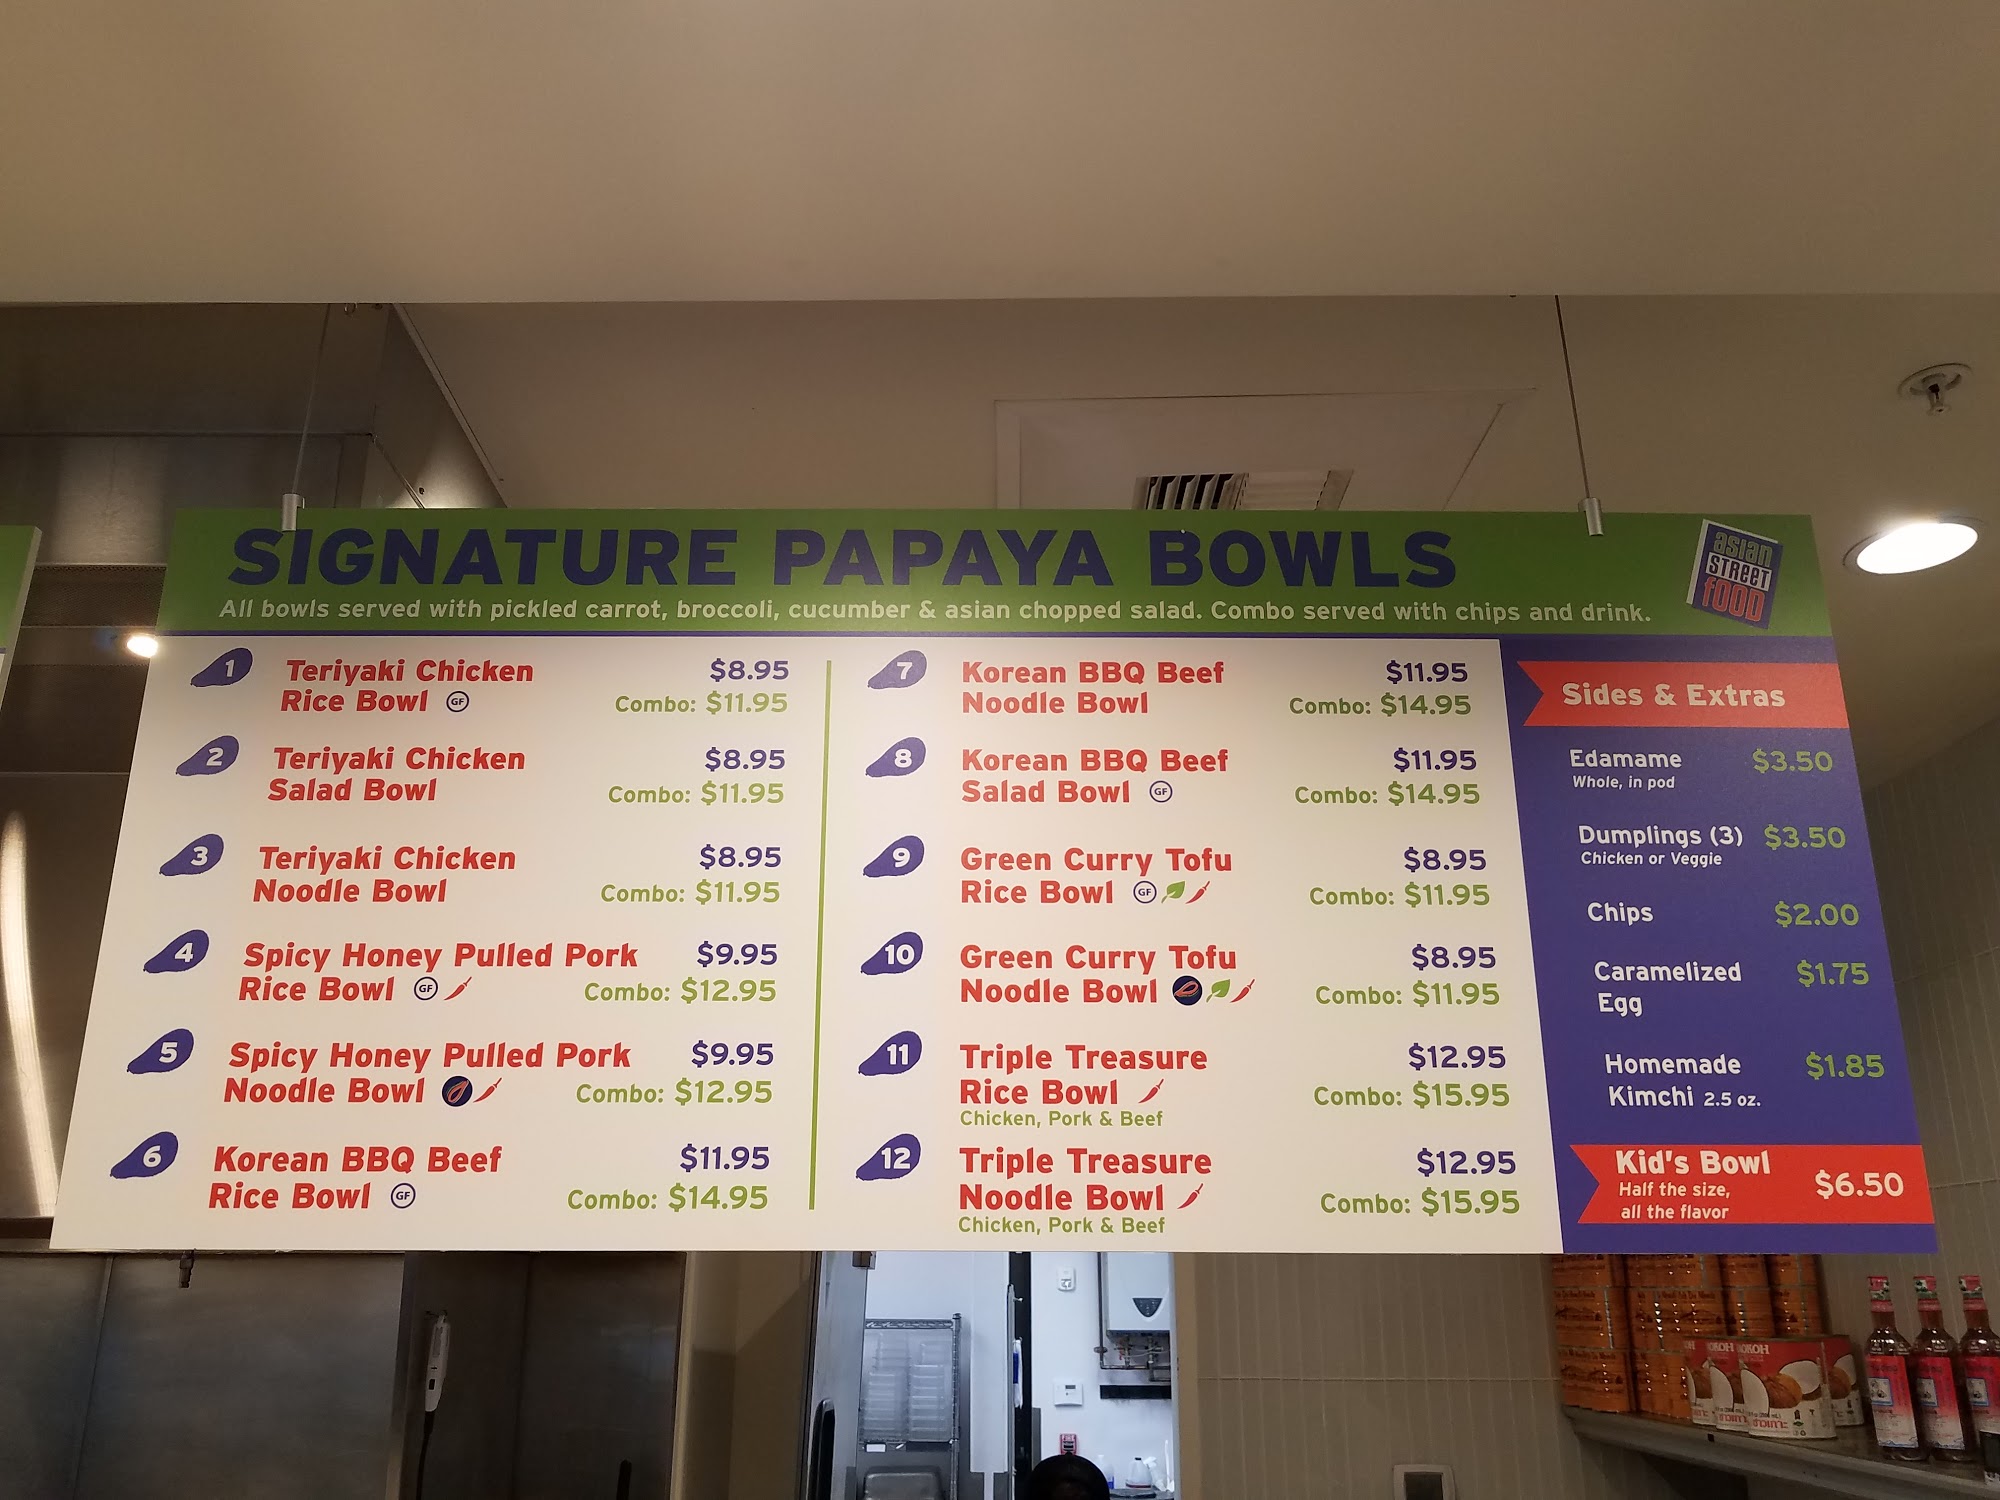 SIGNATURE PAPAYA BOWLS
All bowls served with pickled carrot, broccoli, cucumber & asian chopped salad. Combo served with chips and drink.
asian
STREET
FOOD
1 Teriyaki Chicken $8.95
Rice Bowl GF Combo: $11.95
2 Teriyaki Chicken $8.95
Salad Bowl Combo: $11.95
3 Teriyaki Chicken $8.95
Noodle Bowl Combo: $11.95
4 Spicy Honey Pulled Pork $9.95
Rice Bowl GF Combo: $12.95
5 Spicy Honey Pulled Pork $9.95
Noodle Bowl Combo: $12.95
6 Korean BBQ Beef $11.95
Rice Bowl GF Combo: $14.95
7 Korean BBQ Beef $11.95
Noodle Bowl Combo: $14.95
8 Korean BBQ Beef $11.95
Salad Bowl GF Combo: $14.95
9 Green Curry Tofu $8.95
Rice Bowl GF Combo: $11.95
10 Green Curry Tofu $8.95
Noodle Bowl Combo: $11.95
11 Triple Treasure $12.95
Rice Bowl Combo: $15.95
Chicken, Pork & Beef
12 Triple Treasure $12.95
Noodle Bowl Combo: $15.95
Chicken, Pork & Beef
Sides & Extras
Edamame $3.50
Whole, in pod
Dumplings (3) $3.50
Chicken or Veggie
Chips $2.00
Caramelized $1.75
Egg
Homemade $1.85
Kimchi 2.5 oz.
Kid's Bowl $6.50
Half the size,
all the flavor